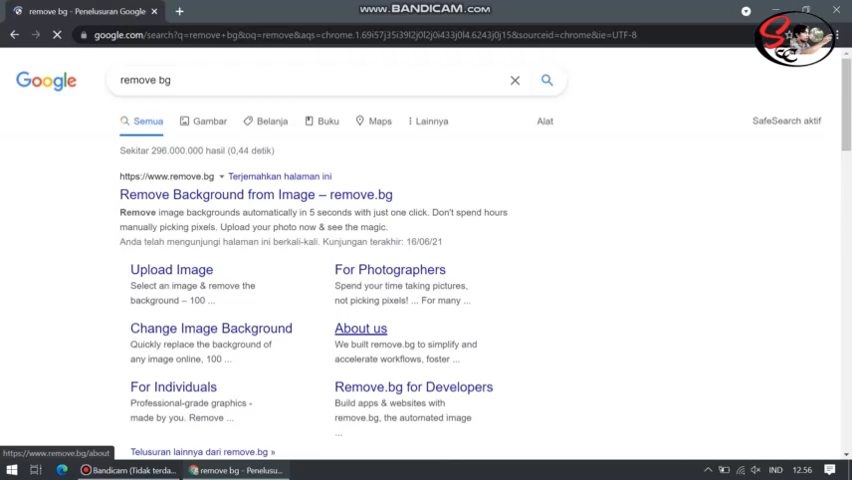 remove bg - Penelusuran Google
www.BANDICAM.com
google.com/search?q=remove+bg&oq=remove&aqs=chrome.1.69i57j35i39l2j0l2j0i433j0l4.6243j0j15&sourceid=chrome&ie=UTF-8
SCC
Google
remove bg
Semua
Gambar
Belanja
Buku
Maps
Lainnya
Alat
SafeSearch aktif
Sekitar 296.000.000 hasil (0,44 detik)
https://www.remove.bg
Terjemahkan halaman ini
Remove Background from Image – remove.bg
Remove image backgrounds automatically in 5 seconds with just one click. Don't spend hours
manually picking pixels. Upload your photo now & see the magic.
Anda telah mengunjungi halaman ini berkali-kali. Kunjungan terakhir: 16/06/21
Upload Image
Select an image & remove the
background – 100 ...
For Photographers
Spend your time taking pictures,
not picking pixels! ... For many ...
Change Image Background
Quickly replace the background of
any image online, 100 ...
About us
We built remove.bg to simplify and
accelerate workflows, foster ...
For Individuals
Professional-grade graphics -
made by you. Remove ...
Remove.bg for Developers
Build apps & websites with
remove.bg, the automated image
...
Telusuran lainnya dari remove.bg »
https://www.remove.bg/about
Bandicam (Tidak terda...
remove bg - Penelusu...
IND
12.56